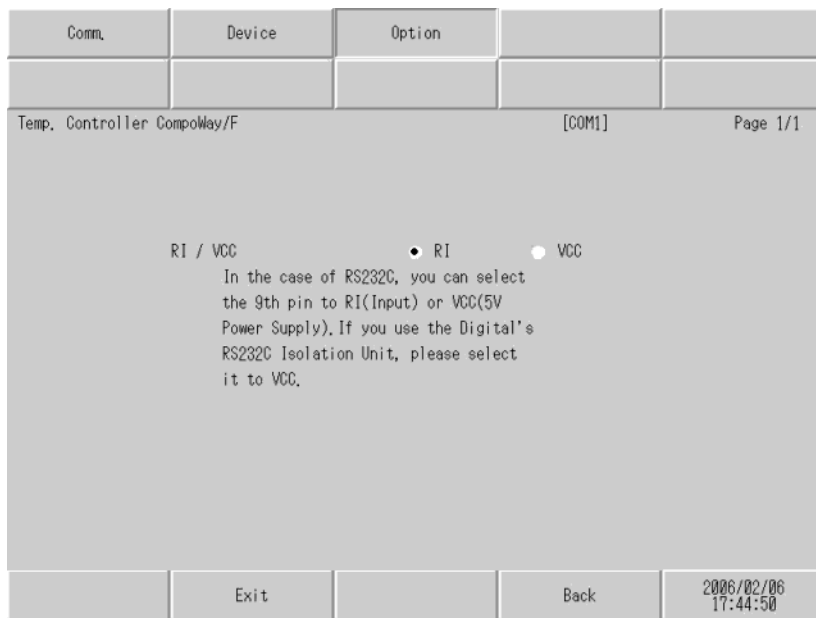 Comm. Device Option
Temp. Controller CompoWay/F [COM1] Page 1/1
RI / VCC RI VCC
In the case of RS232C, you can select
the 9th pin to RI(Input) or VCC(5V
Power Supply). If you use the Digital's
RS232C Isolation Unit, please select
it to VCC.
Exit Back 2006/02/06
17:44:50